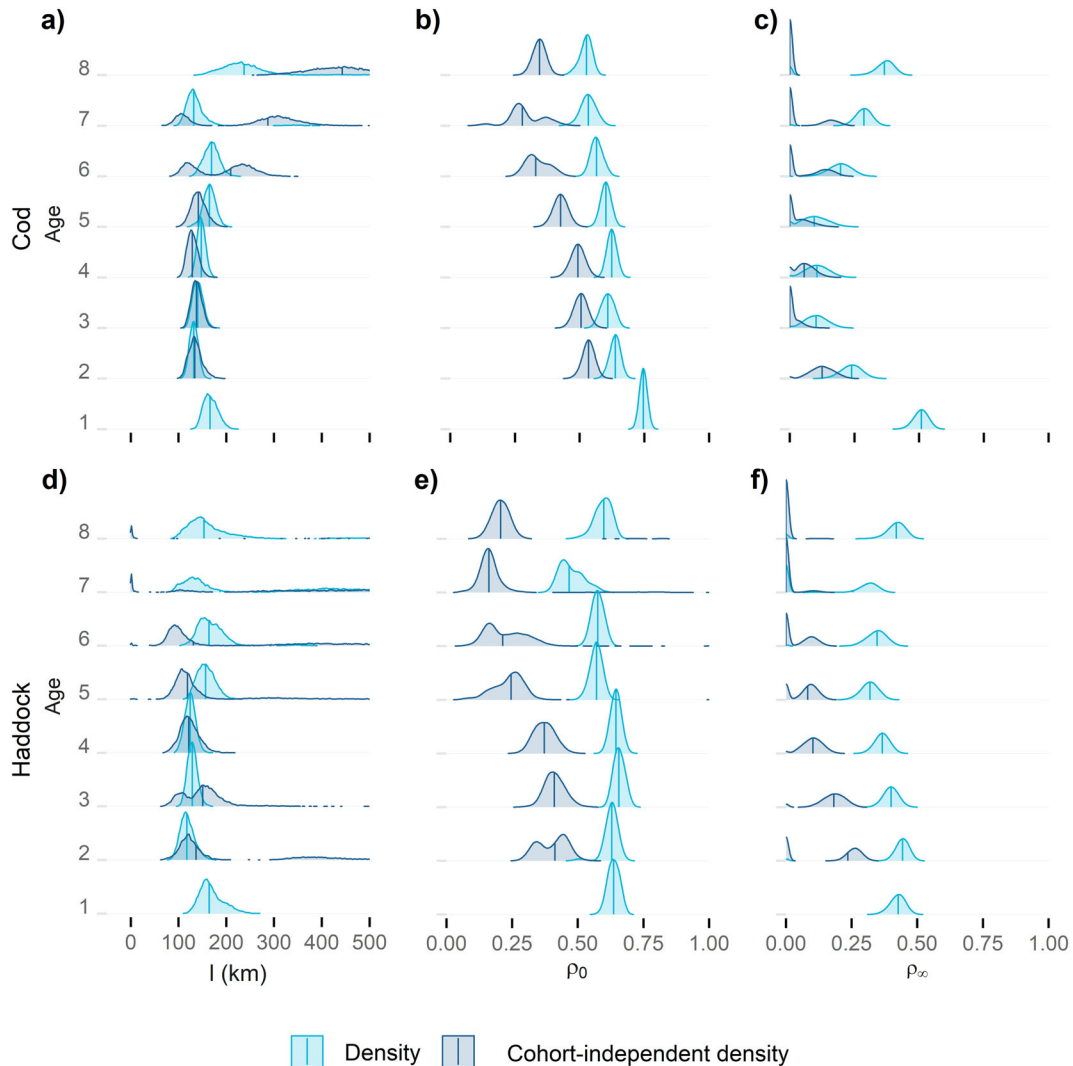 a) b) c)
8
7
6
5
4
3
2
1
Cod
Age
d) e) f)
8
7
6
5
4
3
2
1
Haddock
Age
0 100 200 300 400 500
l (km)
0.00 0.25 0.50 0.75 1.00
ρ₀
0.00 0.25 0.50 0.75 1.00
ρ∞
Density Cohort-independent density